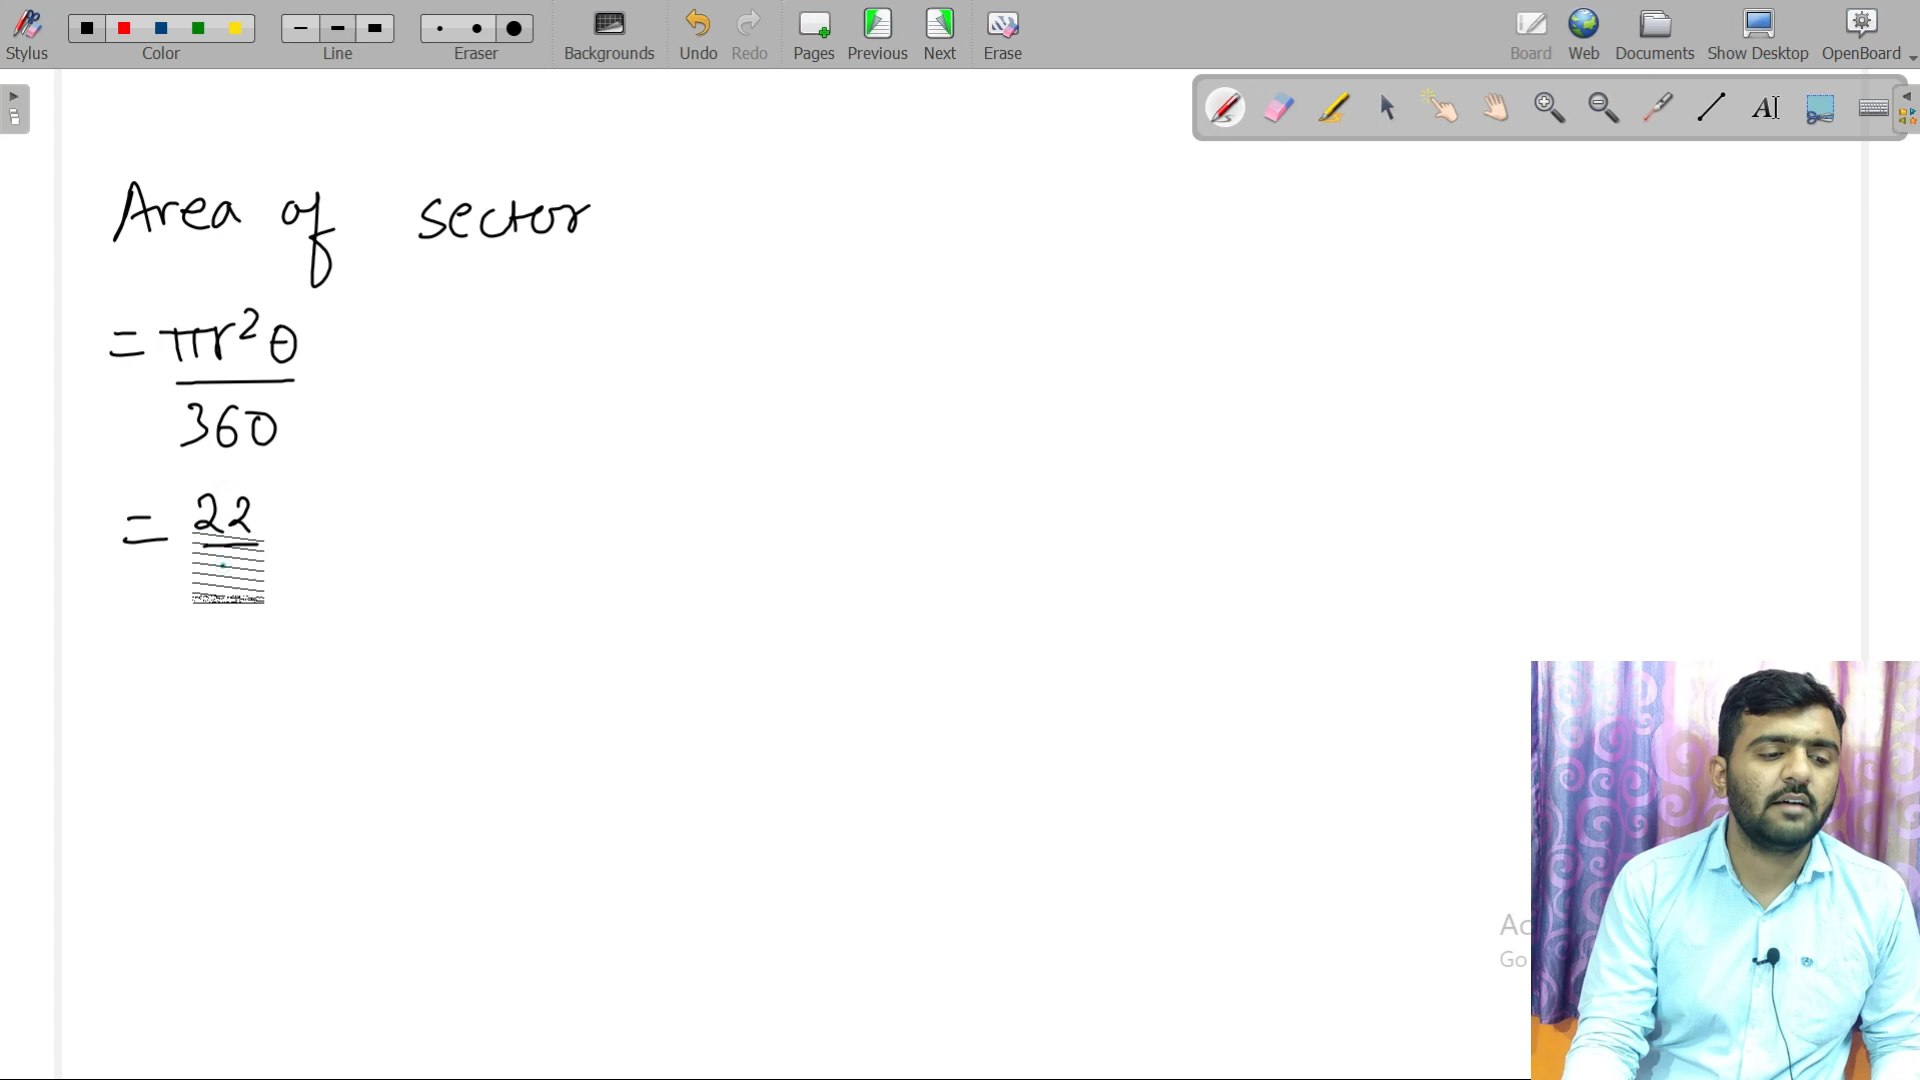 Stylus Color Line Eraser Backgrounds Undo Redo Pages Previous Next Erase Board Web Documents Show Desktop OpenBoard
Area of sector
= πr²θ
360
= 22
Go